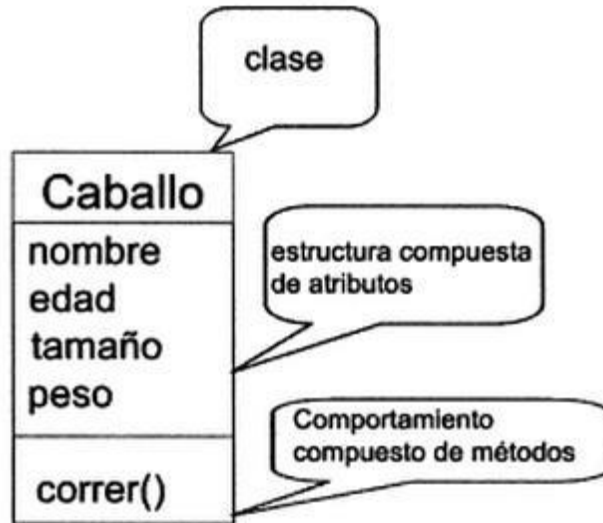 clase
Caballo
nombre
edad
tamaño
peso
estructura compuesta
de atributos
correr()
Comportamiento
compuesto de métodos